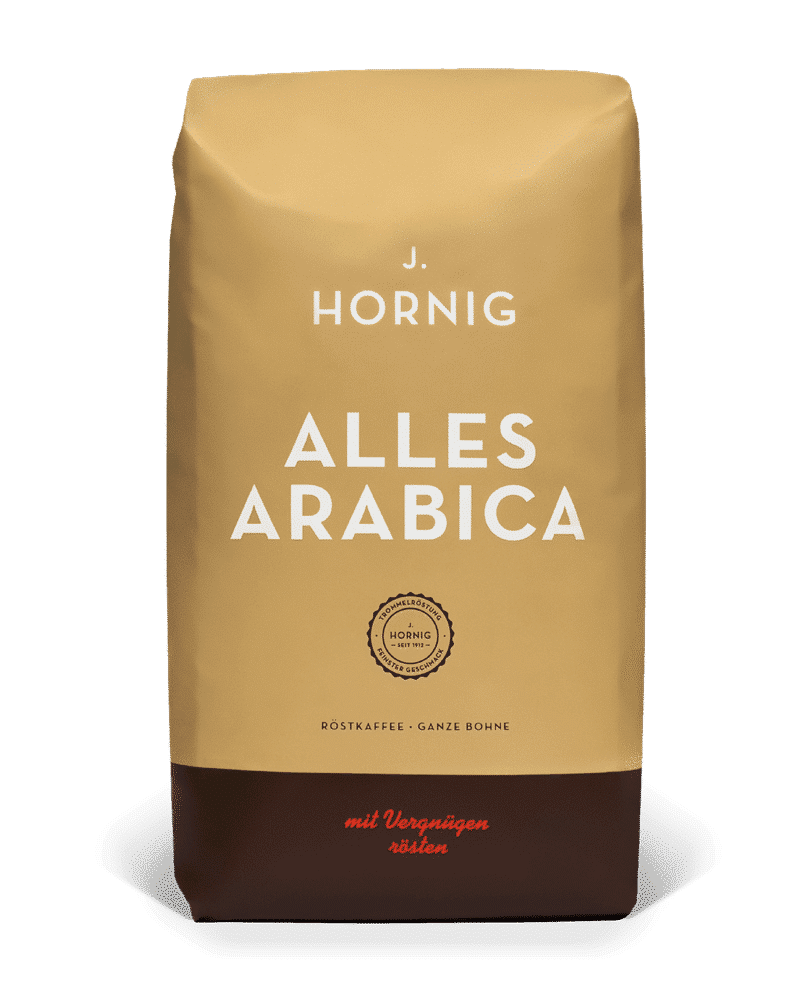 J.
HORNIG
ALLES
ARABICA
TROMMELRÖSTUNG
J.
HORNIG
SEIT 1912
FEINSTER GESCHMACK
RÖSTKAFFEE · GANZE BOHNE
mit Vergnügen
rösten